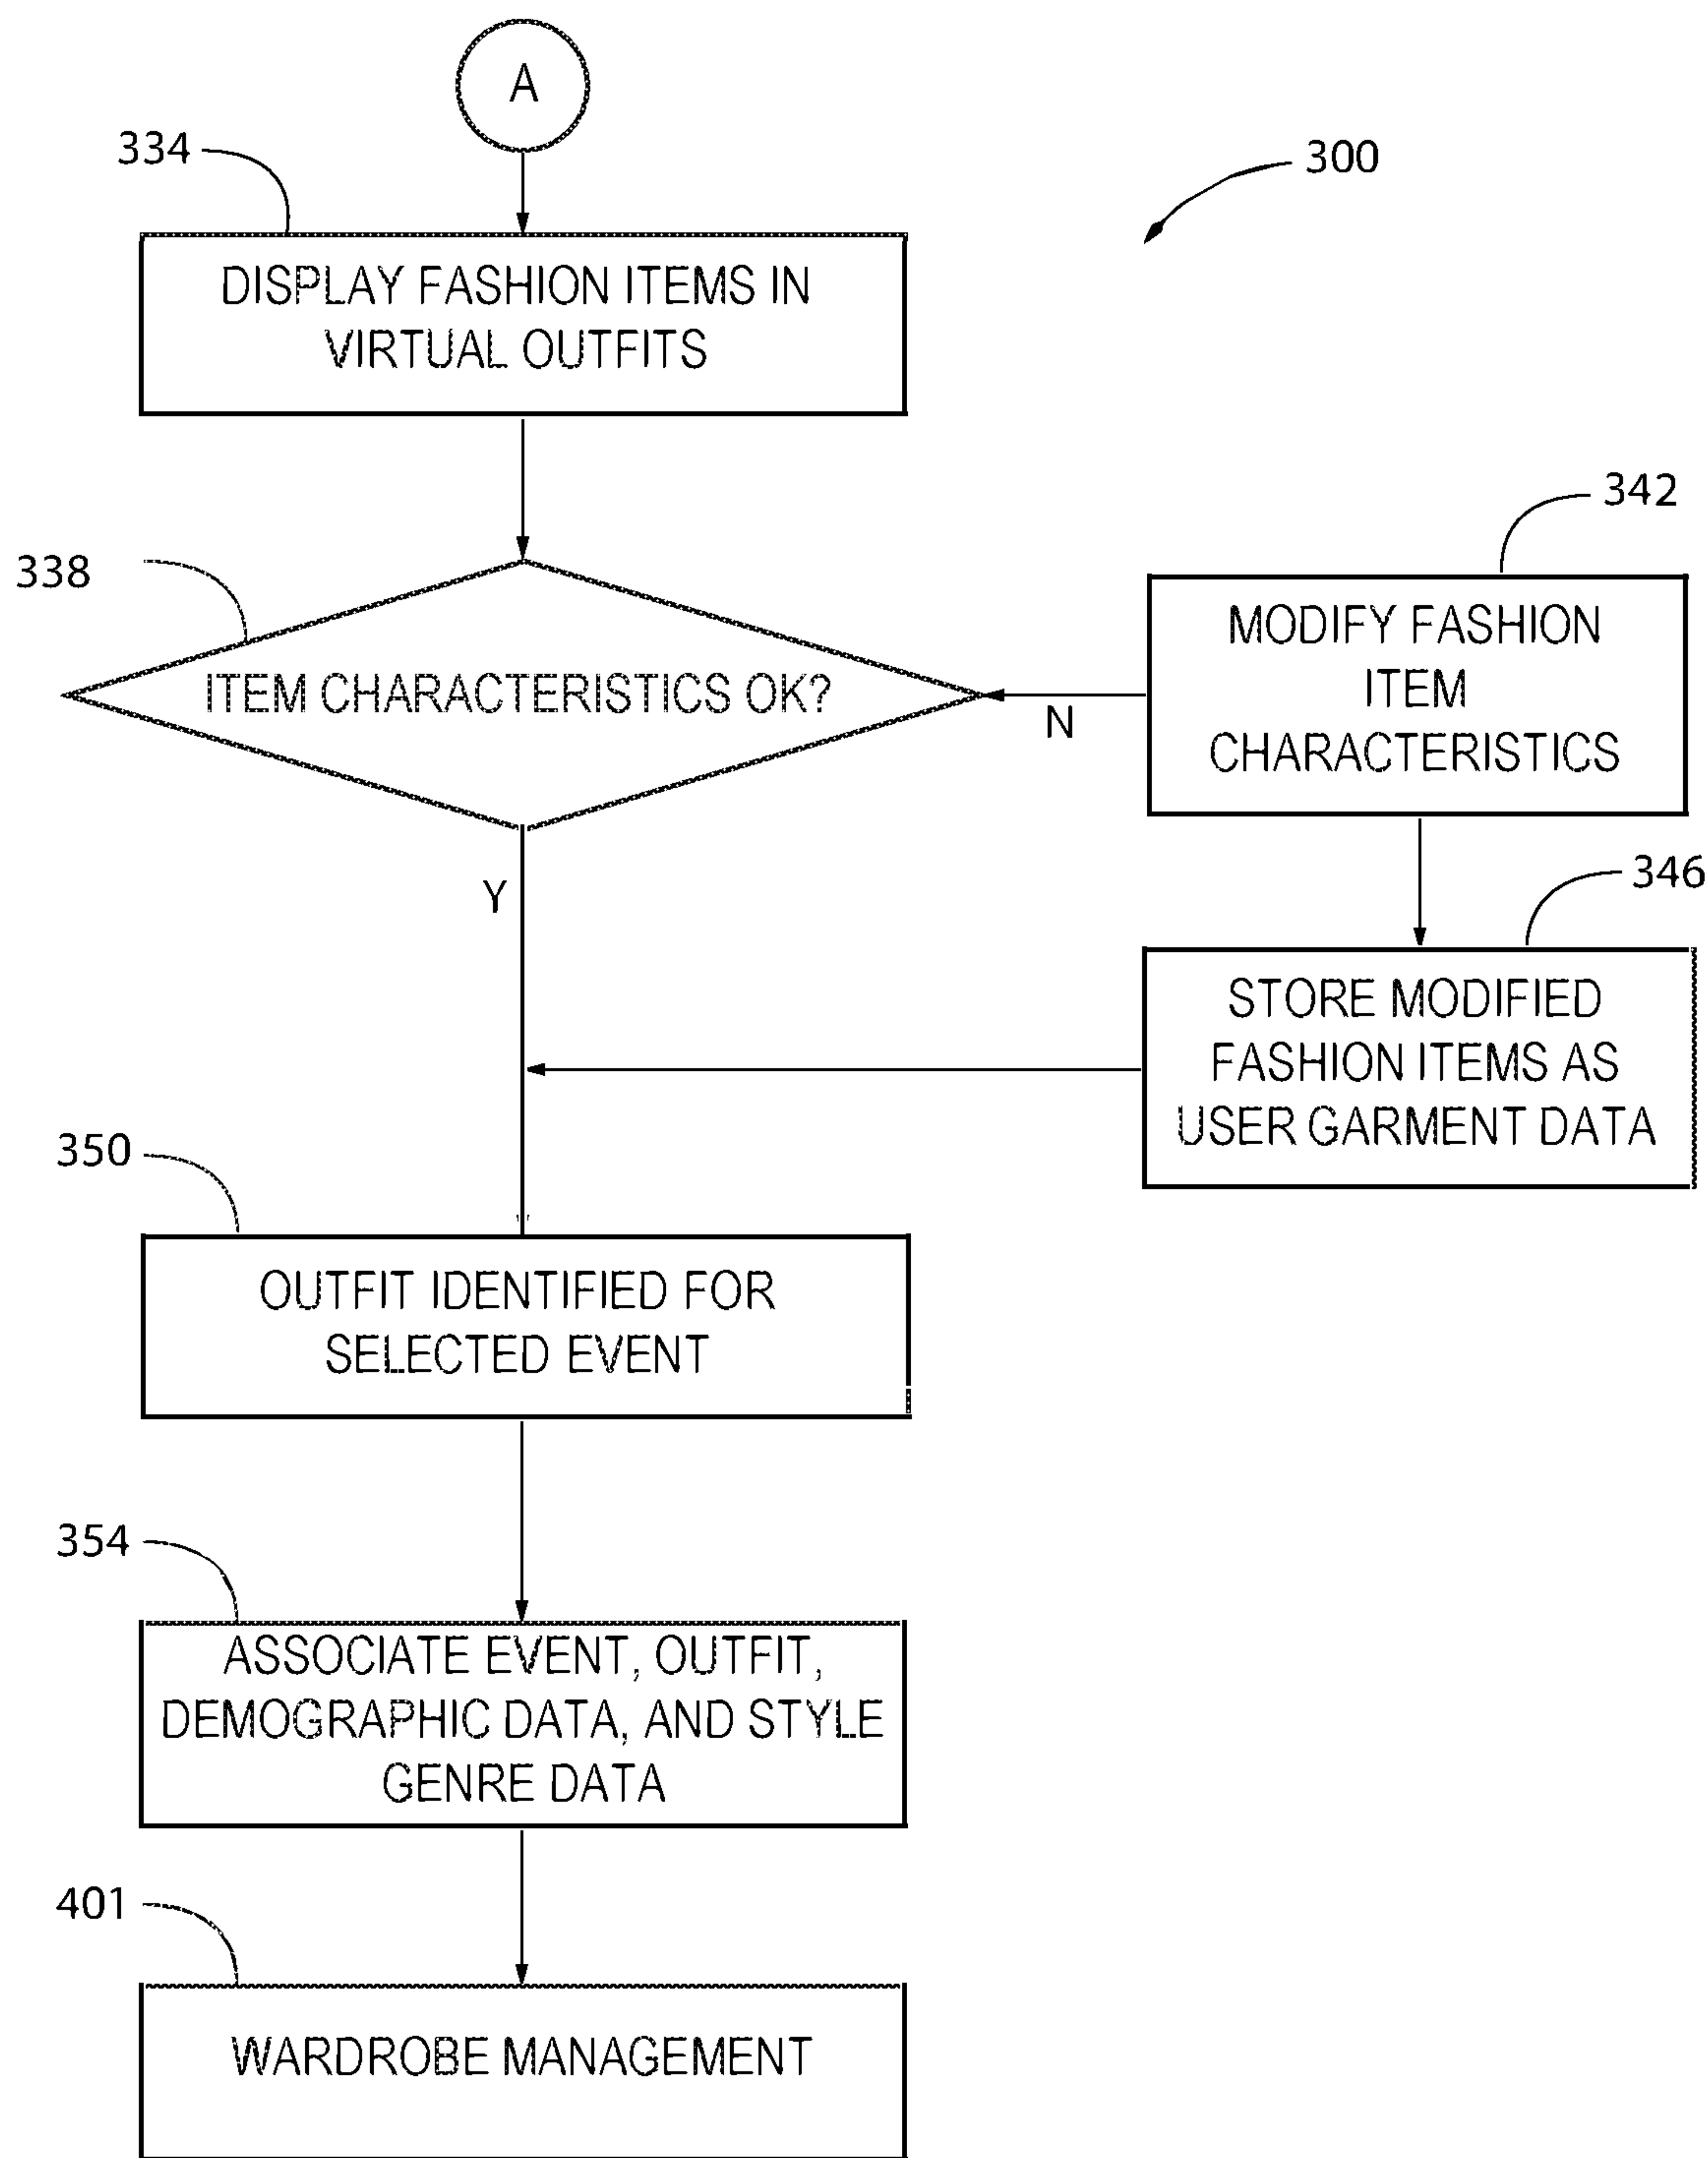 A
334
300
DISPLAY FASHION ITEMS IN
VIRTUAL OUTFITS
342
338
ITEM CHARACTERISTICS OK?
N
MODIFY FASHION
ITEM
CHARACTERISTICS
Y
346
STORE MODIFIED
FASHION ITEMS AS
USER GARMENT DATA
350
OUTFIT IDENTIFIED FOR
SELECTED EVENT
354
ASSOCIATE EVENT, OUTFIT,
DEMOGRAPHIC DATA, AND STYLE
GENRE DATA
401
WARDROBE MANAGEMENT